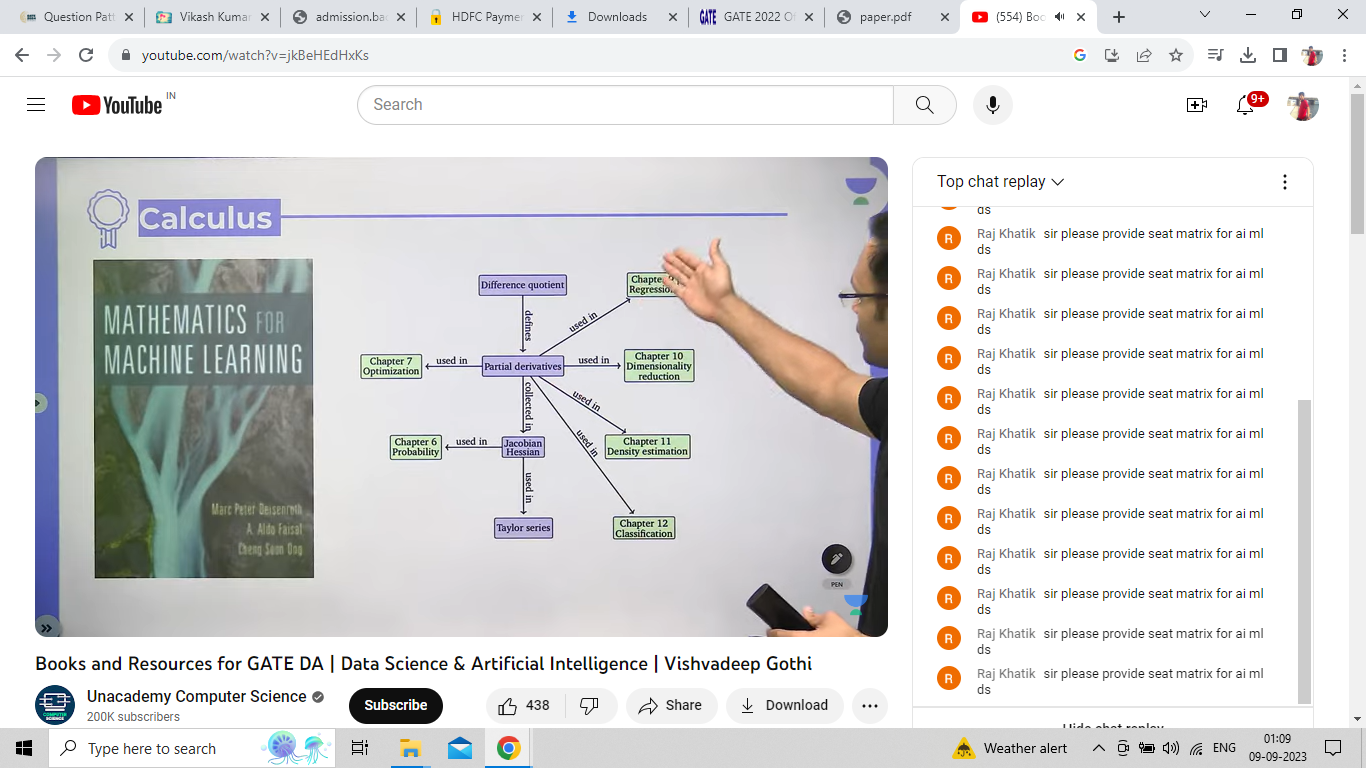 Question Patt
Vikash Kumar
admission.ba
HDFC Paymen
Downloads
GATE
GATE 2022 Of
paper.pdf
(554) Boo
youtube.com/watch?v=jkBeHEdHxKs
YouTube
IN
Search
9+
Calculus
MATHEMATICS FOR
MACHINE LEARNING
Marc Peter Deisenroth
A. Aldo Faisal
Cheng Soon Ong
Difference quotient
defines
used in
Regression
Chapter 7
Optimization
used in
Partial derivatives
used in
Chapter 10
Dimensionality
reduction
collected in
used in
used in
Chapter 6
Probability
used in
Jacobian
Hessian
Chapter 11
Density estimation
used in
Taylor series
Chapter 12
Classification
PEN
Top chat replay
ds
R Raj Khatik sir please provide seat matrix for ai ml
ds
R Raj Khatik sir please provide seat matrix for ai ml
ds
R Raj Khatik sir please provide seat matrix for ai ml
ds
R Raj Khatik sir please provide seat matrix for ai ml
ds
R Raj Khatik sir please provide seat matrix for ai ml
ds
R Raj Khatik sir please provide seat matrix for ai ml
ds
R Raj Khatik sir please provide seat matrix for ai ml
ds
R Raj Khatik sir please provide seat matrix for ai ml
ds
R Raj Khatik sir please provide seat matrix for ai ml
ds
R Raj Khatik sir please provide seat matrix for ai ml
ds
R Raj Khatik sir please provide seat matrix for ai ml
ds
R Raj Khatik sir please provide seat matrix for ai ml
ds
Hide chat replay
Books and Resources for GATE DA | Data Science & Artificial Intelligence | Vishvadeep Gothi
COMPUTER
SCIENCE
Unacademy Computer Science
200K subscribers
Subscribe
438
Share
Download
Type here to search
Weather alert
ENG
01:09
09-09-2023